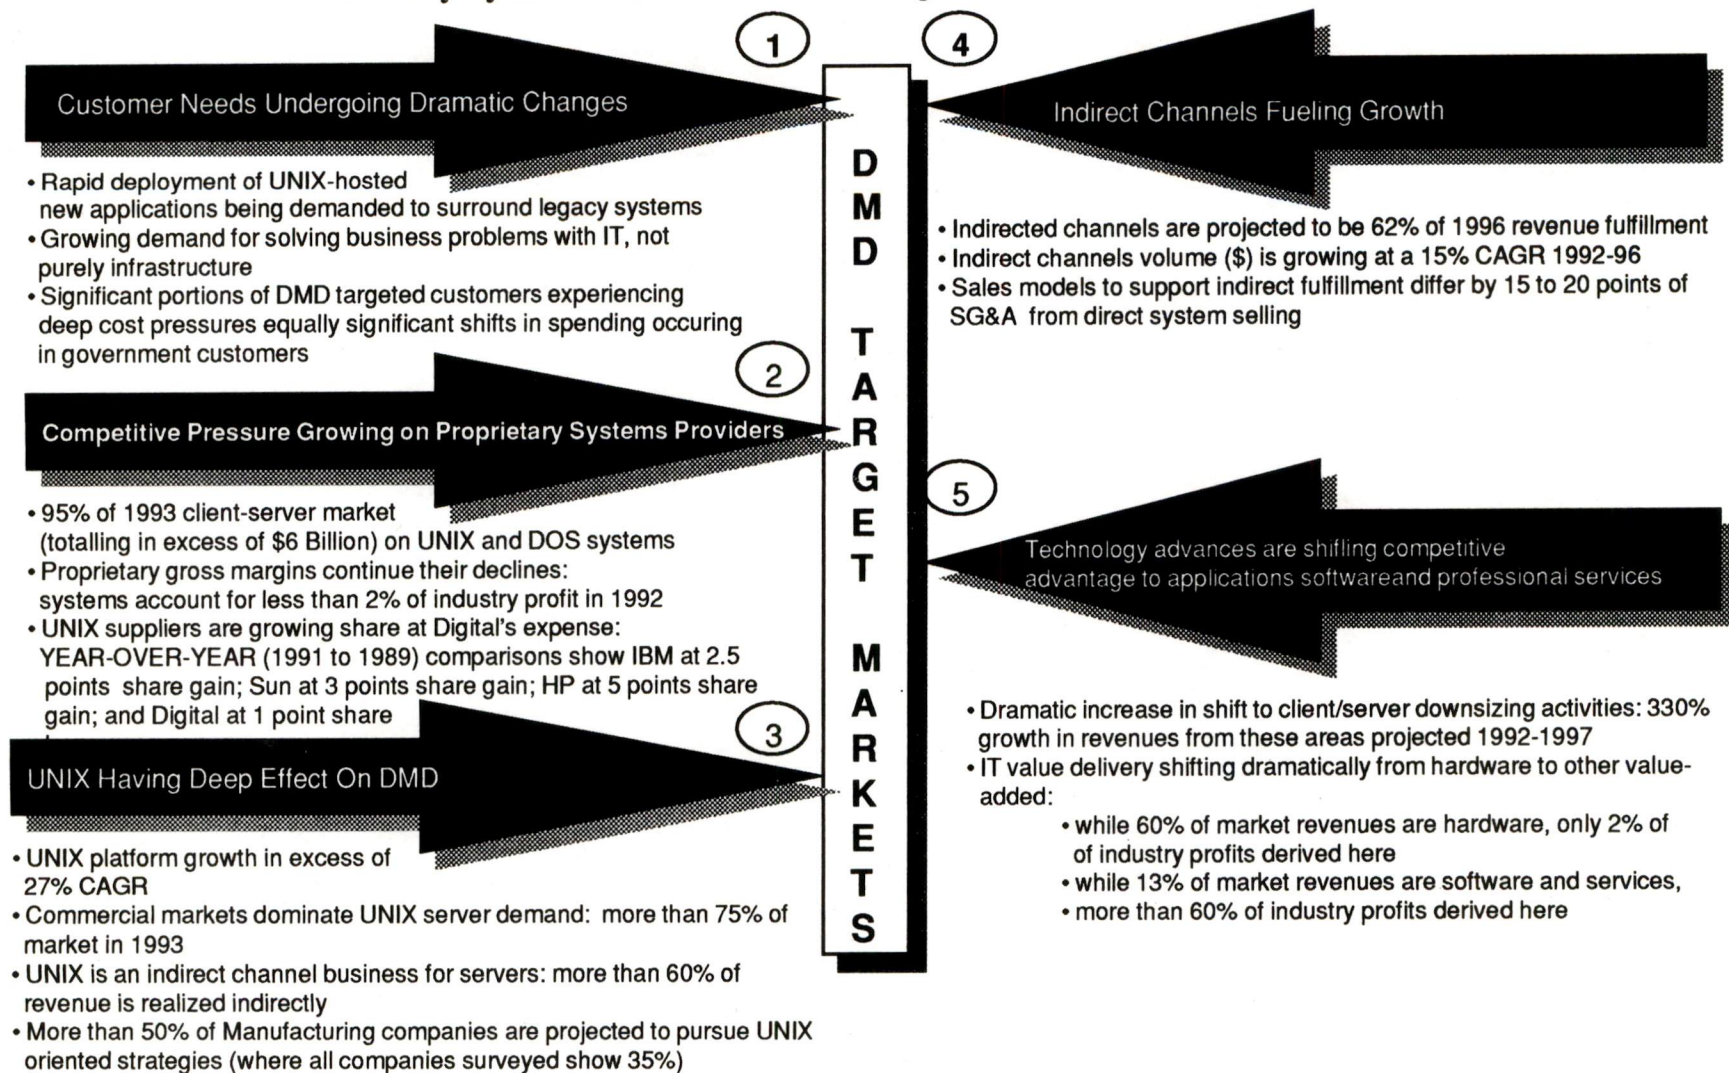 1
Customer Needs Undergoing Dramatic Changes
• Rapid deployment of UNIX-hosted
new applications being demanded to surround legacy systems
• Growing demand for solving business problems with IT, not
purely infrastructure
• Significant portions of DMD targeted customers experiencing
deep cost pressures equally significant shifts in spending occuring
in government customers
2
Competitive Pressure Growing on Proprietary Systems Providers
• 95% of 1993 client-server market
(totalling in excess of $6 Billion) on UNIX and DOS systems
• Proprietary gross margins continue their declines:
systems account for less than 2% of industry profit in 1992
• UNIX suppliers are growing share at Digital's expense:
YEAR-OVER-YEAR (1991 to 1989) comparisons show IBM at 2.5
points share gain; Sun at 3 points share gain; HP at 5 points share
gain; and Digital at 1 point share
3
UNIX Having Deep Effect On DMD
• UNIX platform growth in excess of
27% CAGR
• Commercial markets dominate UNIX server demand: more than 75% of
market in 1993
• UNIX is an indirect channel business for servers: more than 60% of
revenue is realized indirectly
• More than 50% of Manufacturing companies are projected to pursue UNIX
oriented strategies (where all companies surveyed show 35%)
DMD TARGET MARKETS
4
Indirect Channels Fueling Growth
• Indirected channels are projected to be 62% of 1996 revenue fulfillment
• Indirect channels volume ($) is growing at a 15% CAGR 1992-96
• Sales models to support indirect fulfillment differ by 15 to 20 points of
SG&A from direct system selling
5
Technology advances are shifling competitive
advantage to applications softwareand professional services
• Dramatic increase in shift to client/server downsizing activities: 330%
growth in revenues from these areas projected 1992-1997
• IT value delivery shifting dramatically from hardware to other value-
added:
• while 60% of market revenues are hardware, only 2% of
of industry profits derived here
• while 13% of market revenues are software and services,
• more than 60% of industry profits derived here